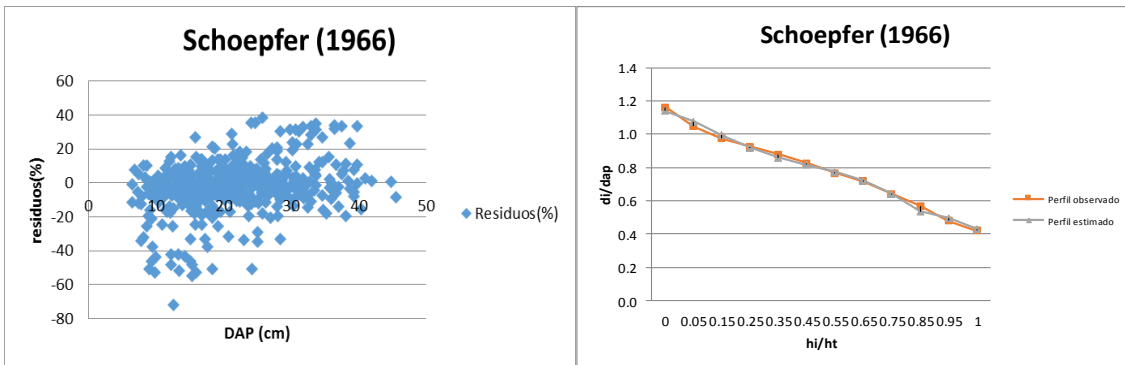 Schoepfer (1966)
60
40
20
0
-20
-40
-60
-80
0 10 20 30 40 50
residuos(%)
DAP (cm)
Residuos(%)
Schoepfer (1966)
1.4
1.2
1.0
0.8
0.6
0.4
0.2
0.0
di/dap
0 0.05 0.15 0.25 0.35 0.45 0.55 0.65 0.75 0.85 0.95 1
hi/ht
Perfil observado
Perfil estimado